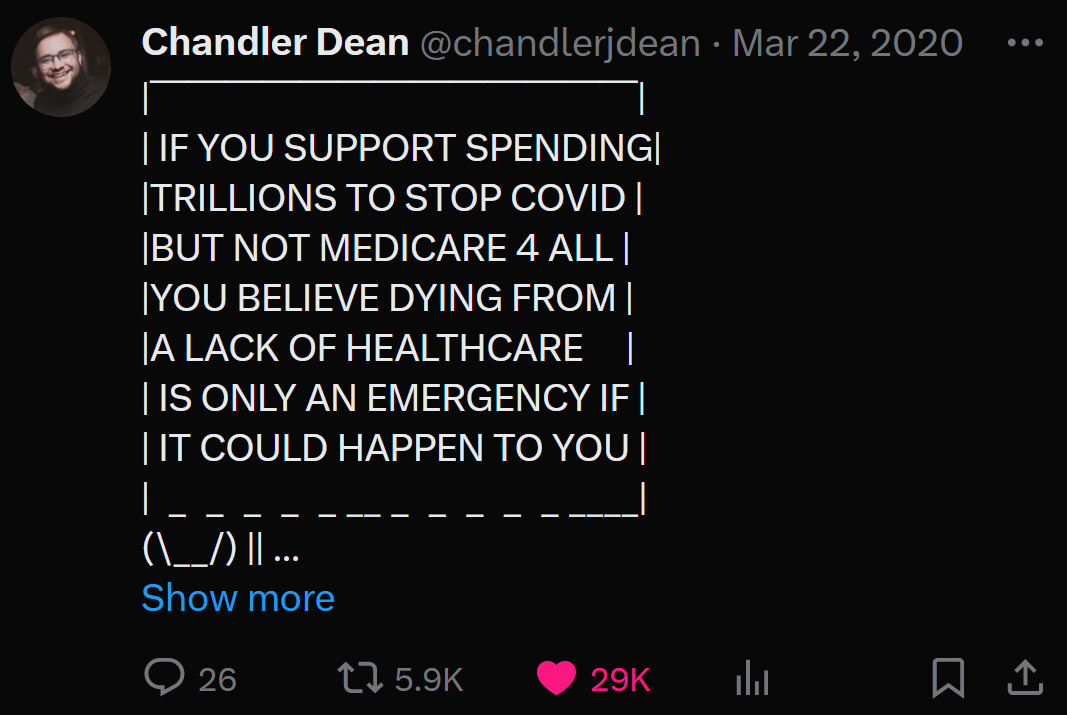 Chandler Dean @chandlerjdean · Mar 22, 2020
|‾‾‾‾‾‾‾‾‾‾‾‾‾‾‾‾‾‾‾‾‾‾|
| IF YOU SUPPORT SPENDING|
|TRILLIONS TO STOP COVID |
|BUT NOT MEDICARE 4 ALL |
|YOU BELIEVE DYING FROM |
|A LACK OF HEALTHCARE     |
| IS ONLY AN EMERGENCY IF |
| IT COULD HAPPEN TO YOU |
|  _  _  _  _  _ __ _  _  _  _  _ ____|
(\__/) || ...
Show more
26 5.9K 29K